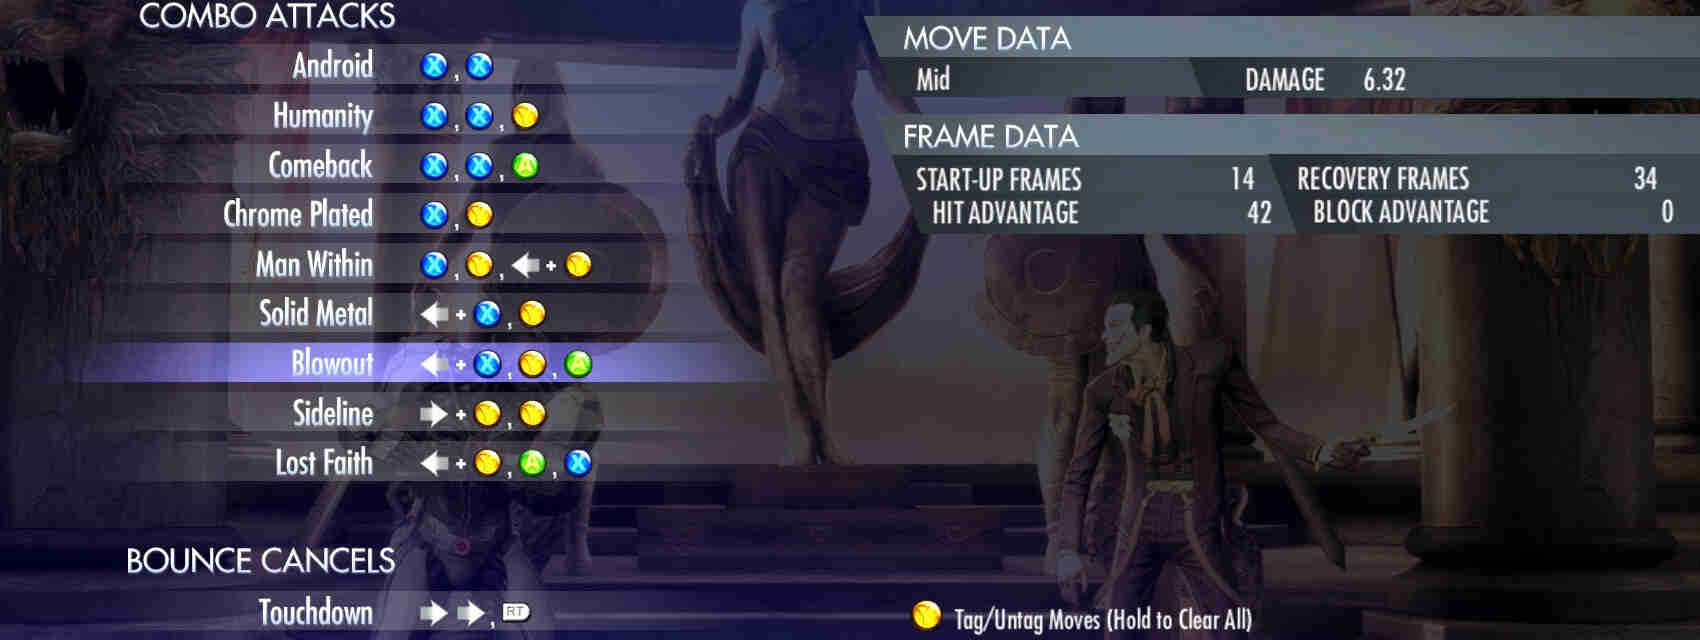 COMBO ATTACKS
Android X, X
Humanity X, X, Y
Comeback X, X, A
Chrome Plated X, Y
Man Within X, Y, + Y
Solid Metal + X, Y
Blowout + X, Y, A
Sideline + Y, Y
Lost Faith + Y, A, X
BOUNCE CANCELS
Touchdown , RT
MOVE DATA
Mid DAMAGE 6.32
FRAME DATA
START-UP FRAMES 14 RECOVERY FRAMES 34
HIT ADVANTAGE 42 BLOCK ADVANTAGE 0
Y Tag/Untag Moves (Hold to Clear All)